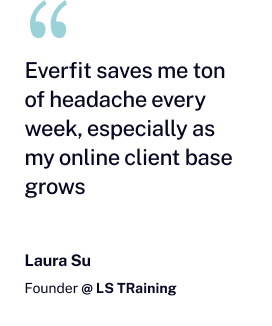 “
Everfit saves me ton
of headache every
week, especially as
my online client base
grows
Laura Su
Founder @ LS TRaining